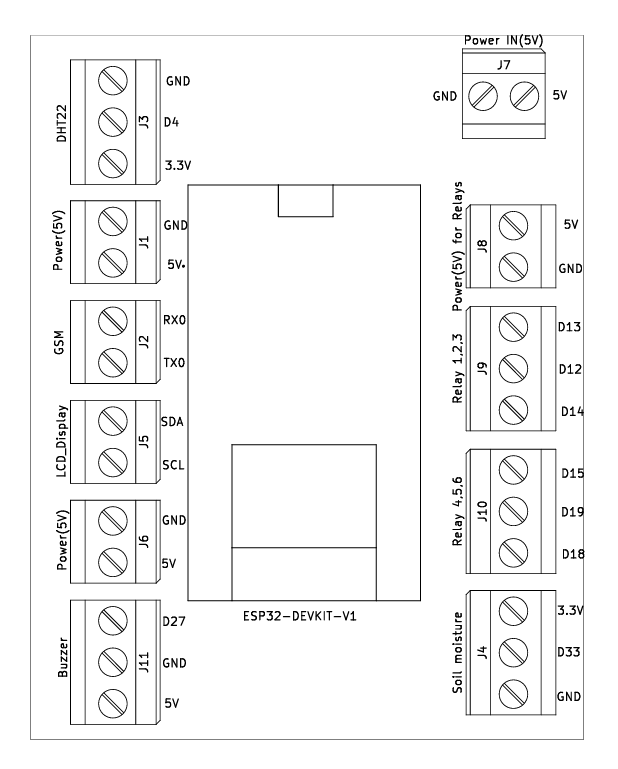 Power IN(5V)
J7
GND
5V
DHT22
J3
GND
D4
3.3V
Power(5V)
J1
GND
5V.
GSM
J2
RX0
TX0
LCD_Display
J5
SDA
SCL
Power(5V)
J6
GND
5V
Buzzer
J11
D27
GND
5V
ESP32-DEVKIT-V1
Power(5V) for Relays
J8
5V
GND
Relay 1,2,3
J9
D13
D12
D14
Relay 4,5,6
J10
D15
D19
D18
Soil moisture
J4
3.3V
D33
GND